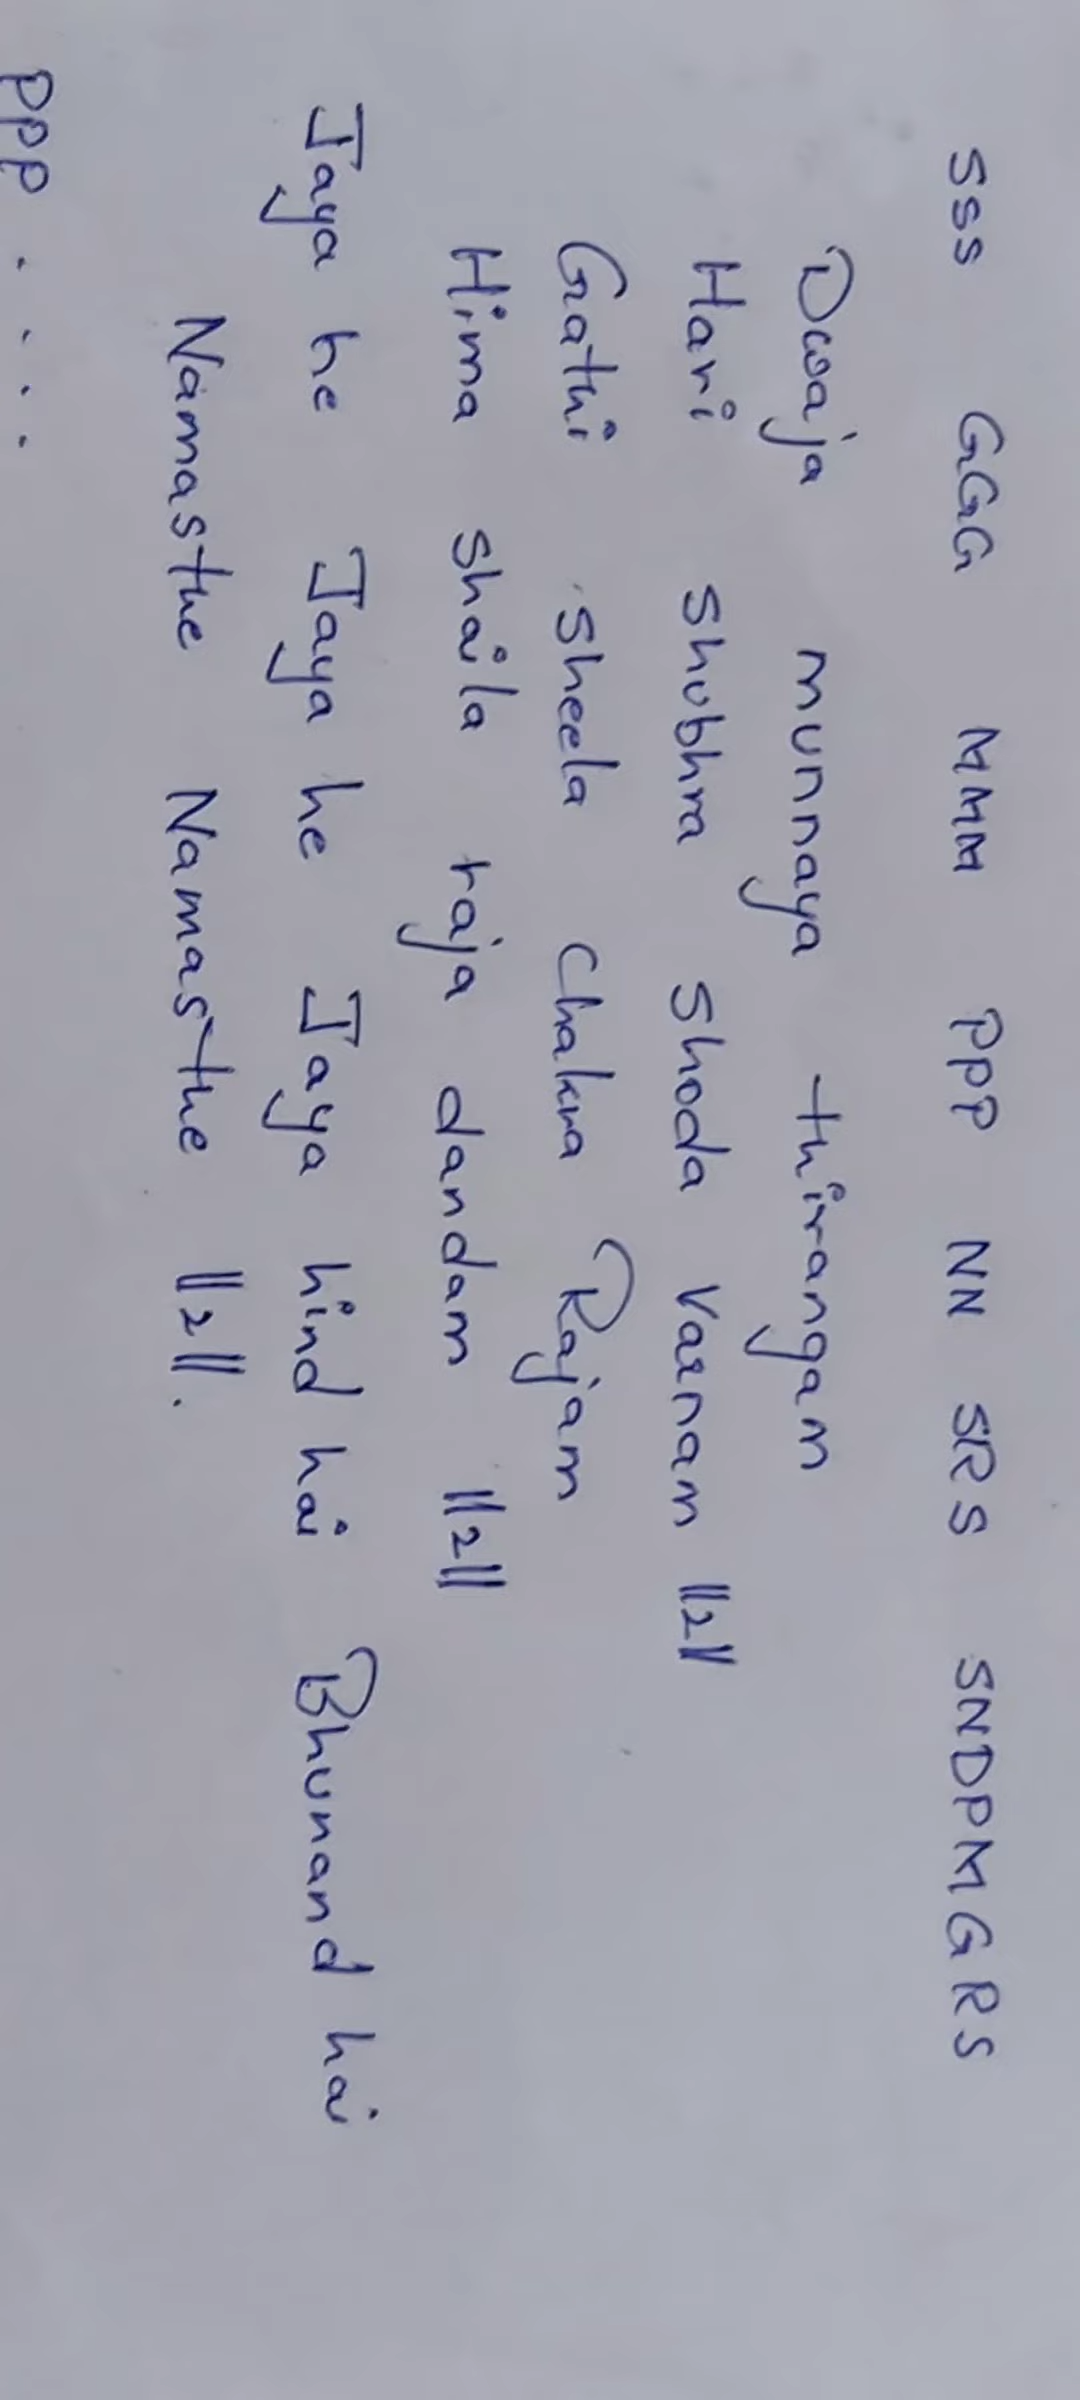 SSS GGG MMM PPP NN SRS SNDPMGRS
Dwaja munnaya thirangam
Hari Shubhra Shoda Varnam ||2||
Gathi Sheela Chakra Rajam
Hima Shaila raja dandam ||2||
Jaya he Jaya he Jaya hind hai Bhunand hai
Namasthe Namasthe ||2||.
PPP . . . .